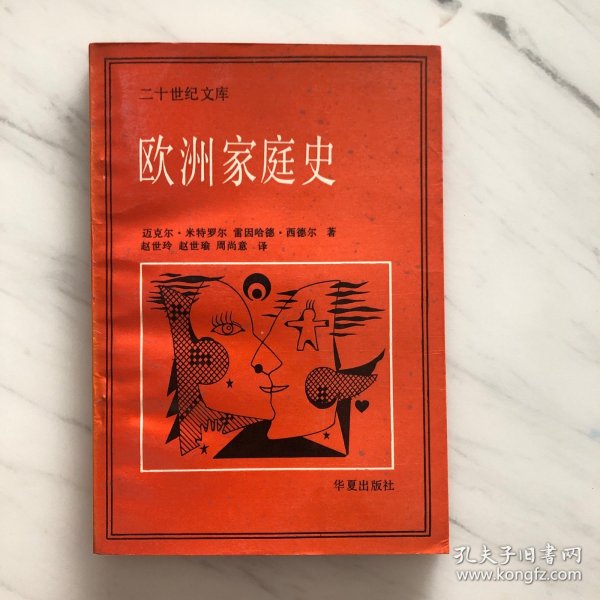 二十世纪文库
欧洲家庭史
迈克尔·米特罗尔 雷因哈德·西德尔 著
赵世玲 赵世瑜 周尚意 译
华夏出版社
孔夫子旧书网
www.kongfz.com